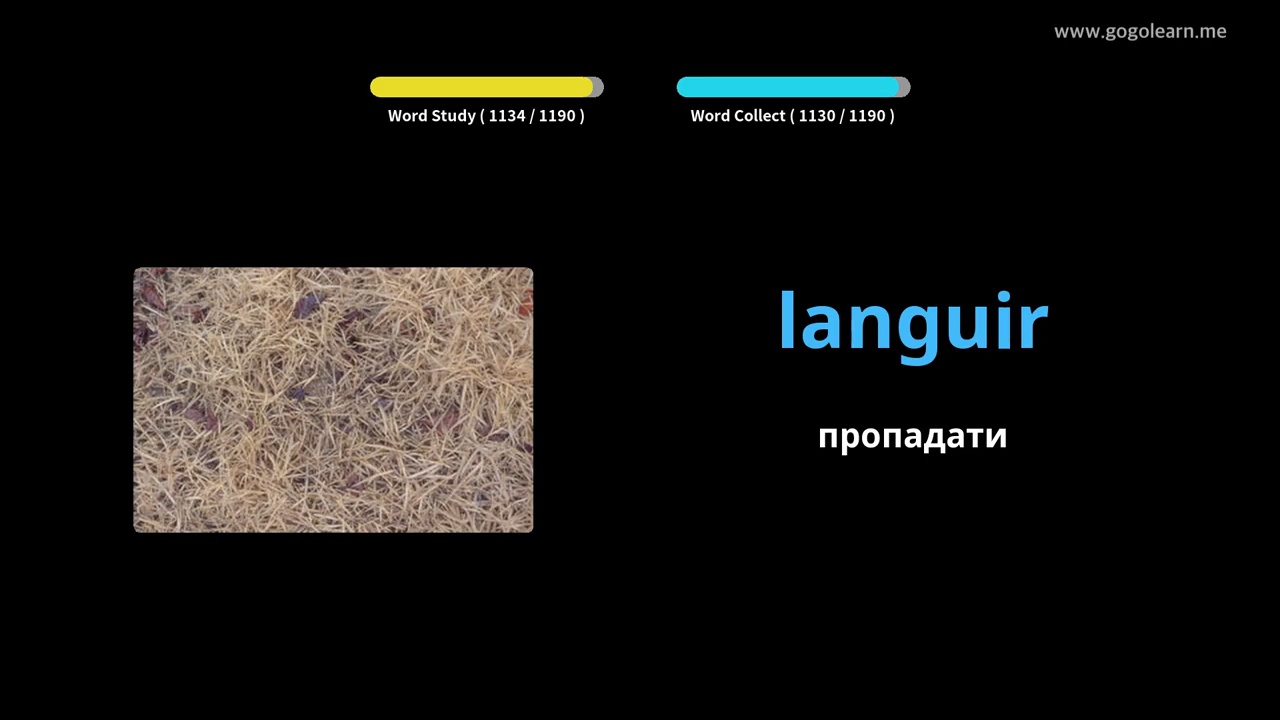 www.gogolearn.me
Word Study ( 1134 / 1190 )
Word Collect ( 1130 / 1190 )
languir
пропадати